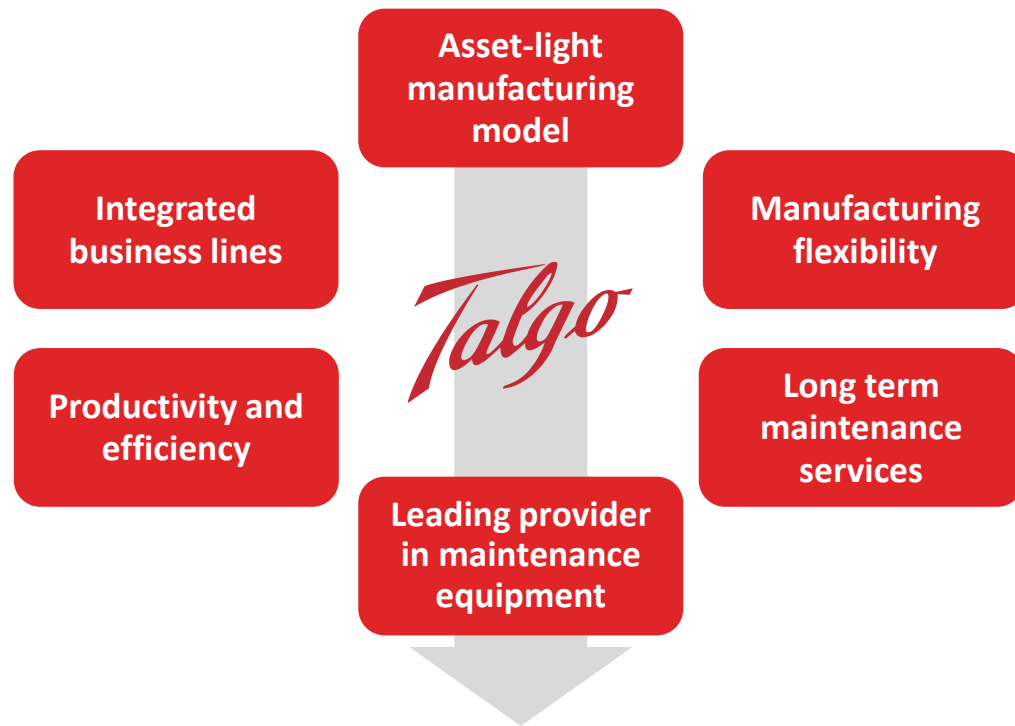 Asset-light
manufacturing
model
Integrated
business lines
Manufacturing
flexibility
Talgo
Productivity and
efficiency
Long term
maintenance
services
Leading provider
in maintenance
equipment